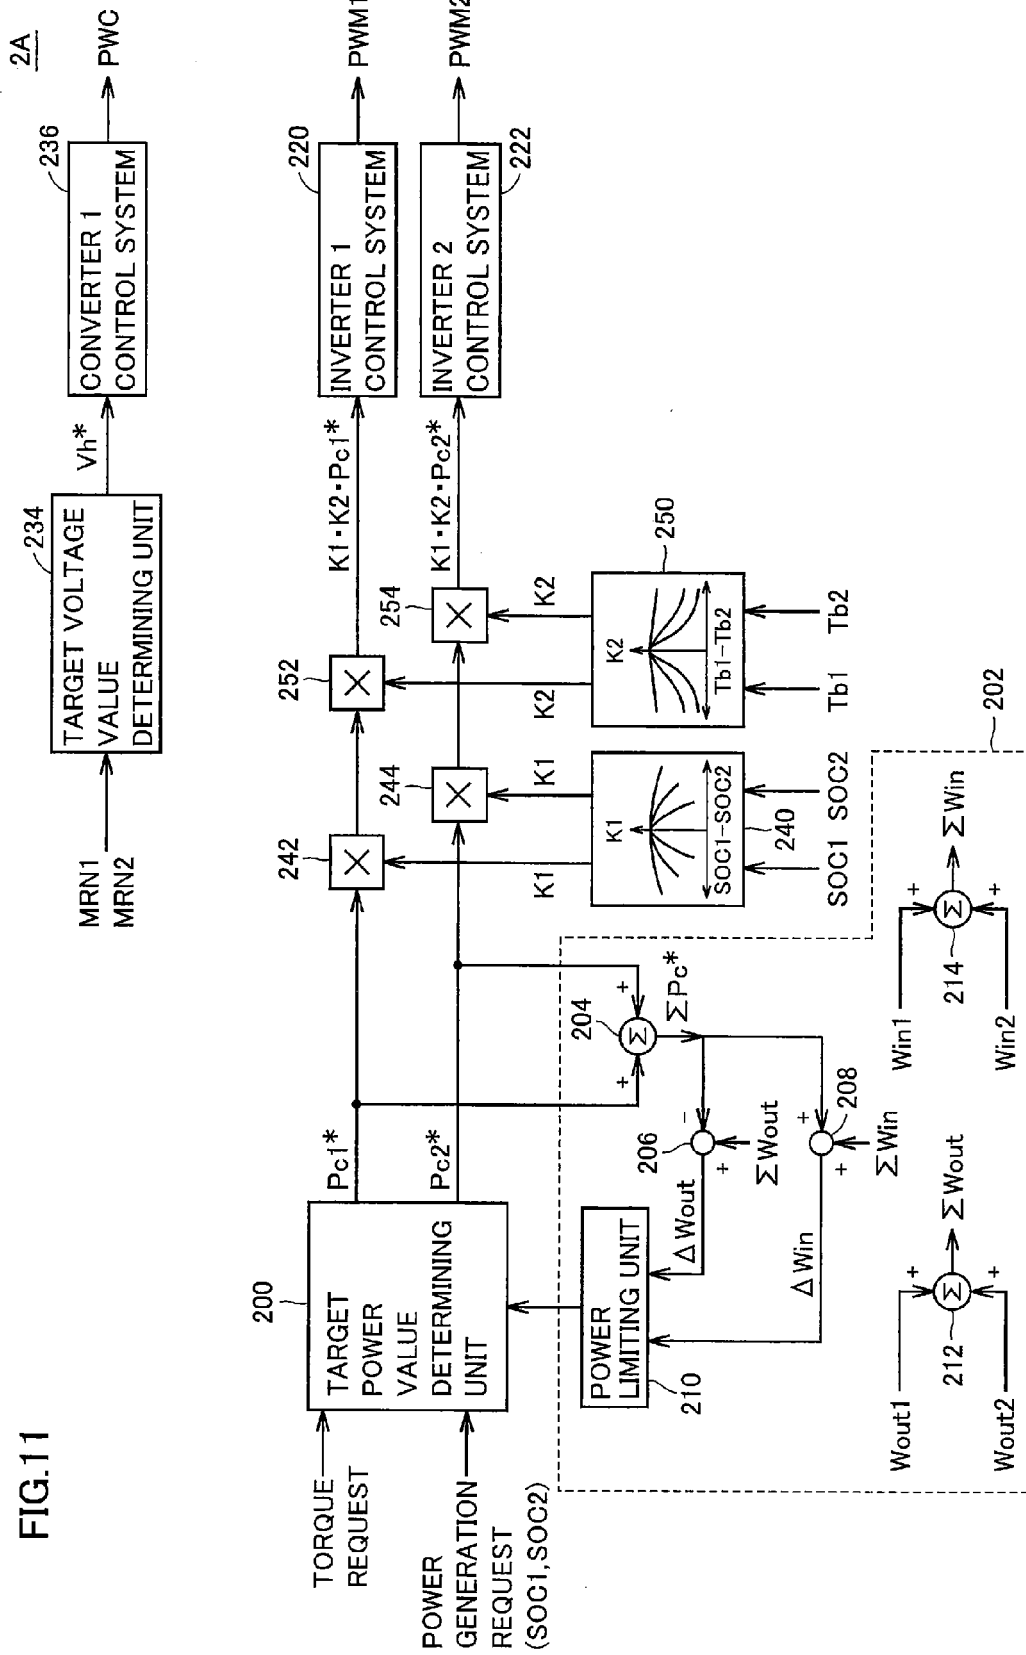 FIG.11
2A
MRN1
MRN2
234
TARGET VOLTAGE
VALUE
DETERMINING UNIT
Vh*
236
CONVERTER 1
CONTROL SYSTEM
PWC
TORQUE
REQUEST
POWER
GENERATION
REQUEST
(SOC1,SOC2)
200
TARGET
POWER
VALUE
DETERMINING
UNIT
Pc1*
Pc2*
242
×
244
×
252
×
254
×
K1·K2·Pc1*
K1·K2·Pc2*
220
INVERTER 1
CONTROL SYSTEM
PWM1
INVERTER 2
CONTROL SYSTEM
222
PWM2
K1
K1
K2
K2
K1
SOC1-SOC2
240
SOC1
SOC2
K2
Tb1-Tb2
250
Tb1
Tb2
202
204
Σ
+
+
ΣPc*
POWER
LIMITING UNIT
210
ΔWout
206
-
+
ΣWout
ΔWin
208
+
+
ΣWin
Wout1
Wout2
+
+
Σ
212
ΣWout
Win1
Win2
+
+
Σ
214
ΣWin